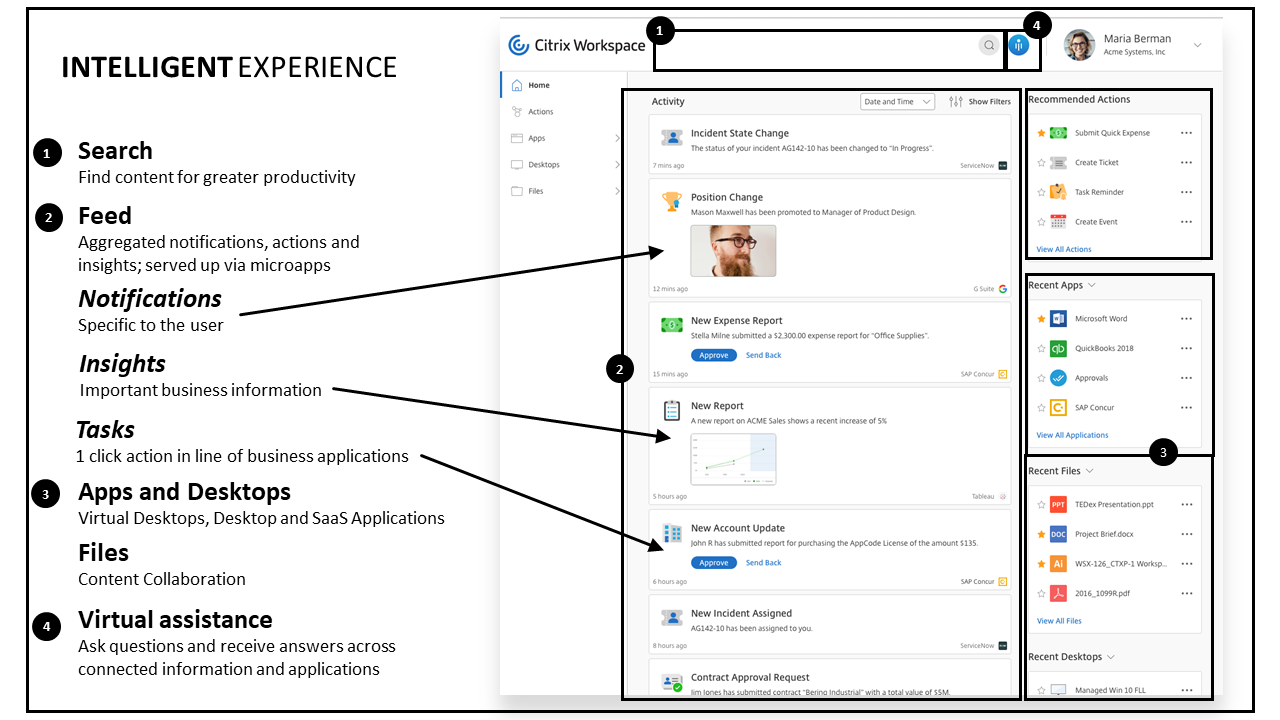 INTELLIGENT EXPERIENCE
1
Search
Find content for greater productivity
2
Feed
Aggregated notifications, actions and
insights; served up via microapps
Notifications
Specific to the user
Insights
Important business information
Tasks
1 click action in line of business applications
3
Apps and Desktops
Virtual Desktops, Desktop and SaaS Applications
Files
Content Collaboration
4
Virtual assistance
Ask questions and receive answers across
connected information and applications
Citrix Workspace
1
4
Maria Berman
Acme Systems, Inc
Home
Actions
Apps
Desktops
Files
2
Activity
Date and Time
Show Filters
Incident State Change
The status of your incident AG142-10 has been changed to "In Progress".
7 mins ago
ServiceNow
Position Change
Mason Maxwell has been promoted to Manager of Product Design.
12 mins ago
G Suite
New Expense Report
Stella Milne submitted a $2,300.00 expense report for "Office Supplies".
Approve
Send Back
15 mins ago
SAP Concur
New Report
A new report on ACME Sales shows a recent increase of 5%
5 hours ago
Tableau
New Account Update
John R has submitted report for purchasing the AppCode License of the amount $135.
Approve
Send Back
6 hours ago
SAP Concur
New Incident Assigned
AG142-10 has been assigned to you.
8 hours ago
ServiceNow
Contract Approval Request
Jim Jones has submitted contract "Berino Industrial" with a total value of $5M.
Recommended Actions
Submit Quick Expense
Create Ticket
Task Reminder
Create Event
View All Actions
Recent Apps
Microsoft Word
QuickBooks 2018
Approvals
SAP Concur
View All Applications
3
Recent Files
PPT TEDex Presentation.ppt
DOC Project Brief.docx
Ai WSX-126_CTXP-1 Worksp...
2016_1099R.pdf
View All Files
Recent Desktops
Managed Win 10 FLL